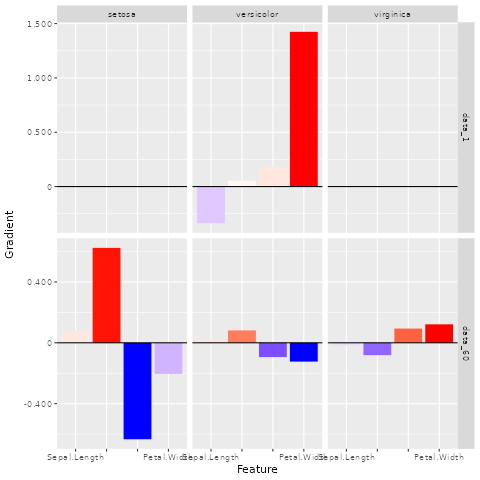 setosa versicolor virginica
1.500
1.000
0.500
0
data_1
0.400
0
-0.400
data_60
Sepal.Length Petal.Width Sepal.Length Petal.Width Sepal.Length Petal.Width
Feature
Gradient